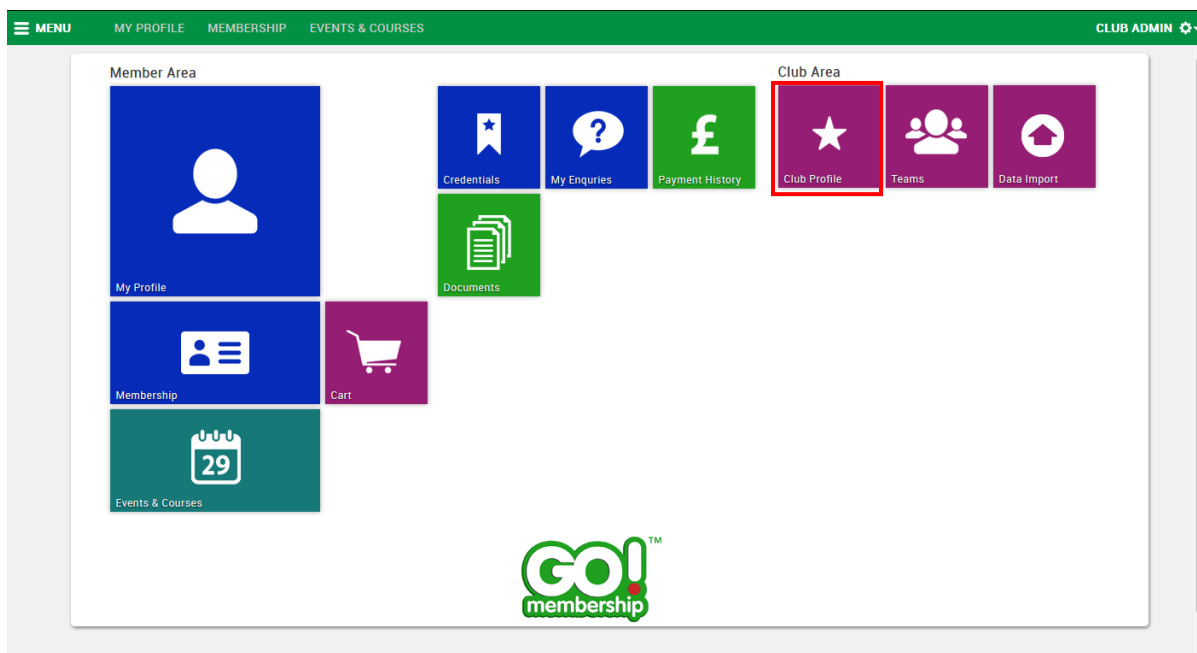 MENU
MY PROFILE
MEMBERSHIP
EVENTS & COURSES
CLUB ADMIN
Member Area
Club Area
My Profile
Credentials
?
My Enquries
£
Payment History
Club Profile
Teams
Data Import
Documents
Membership
Cart
29
Events & Courses
GO!™
membership